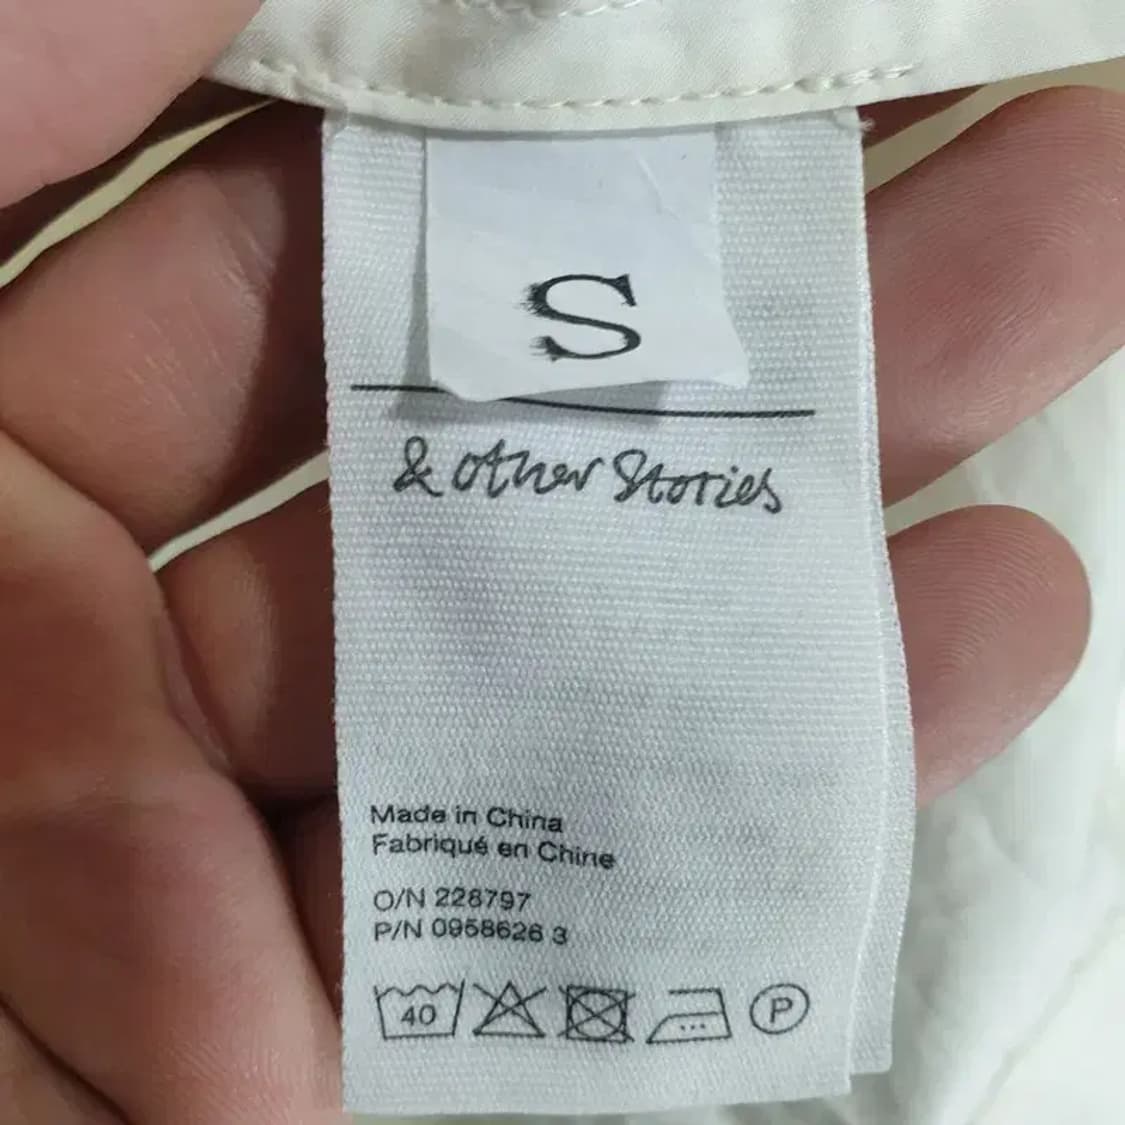 S
& other Stories
Made in China
Fabriqué en Chine
O/N 228797
P/N 0958626 3
40
P